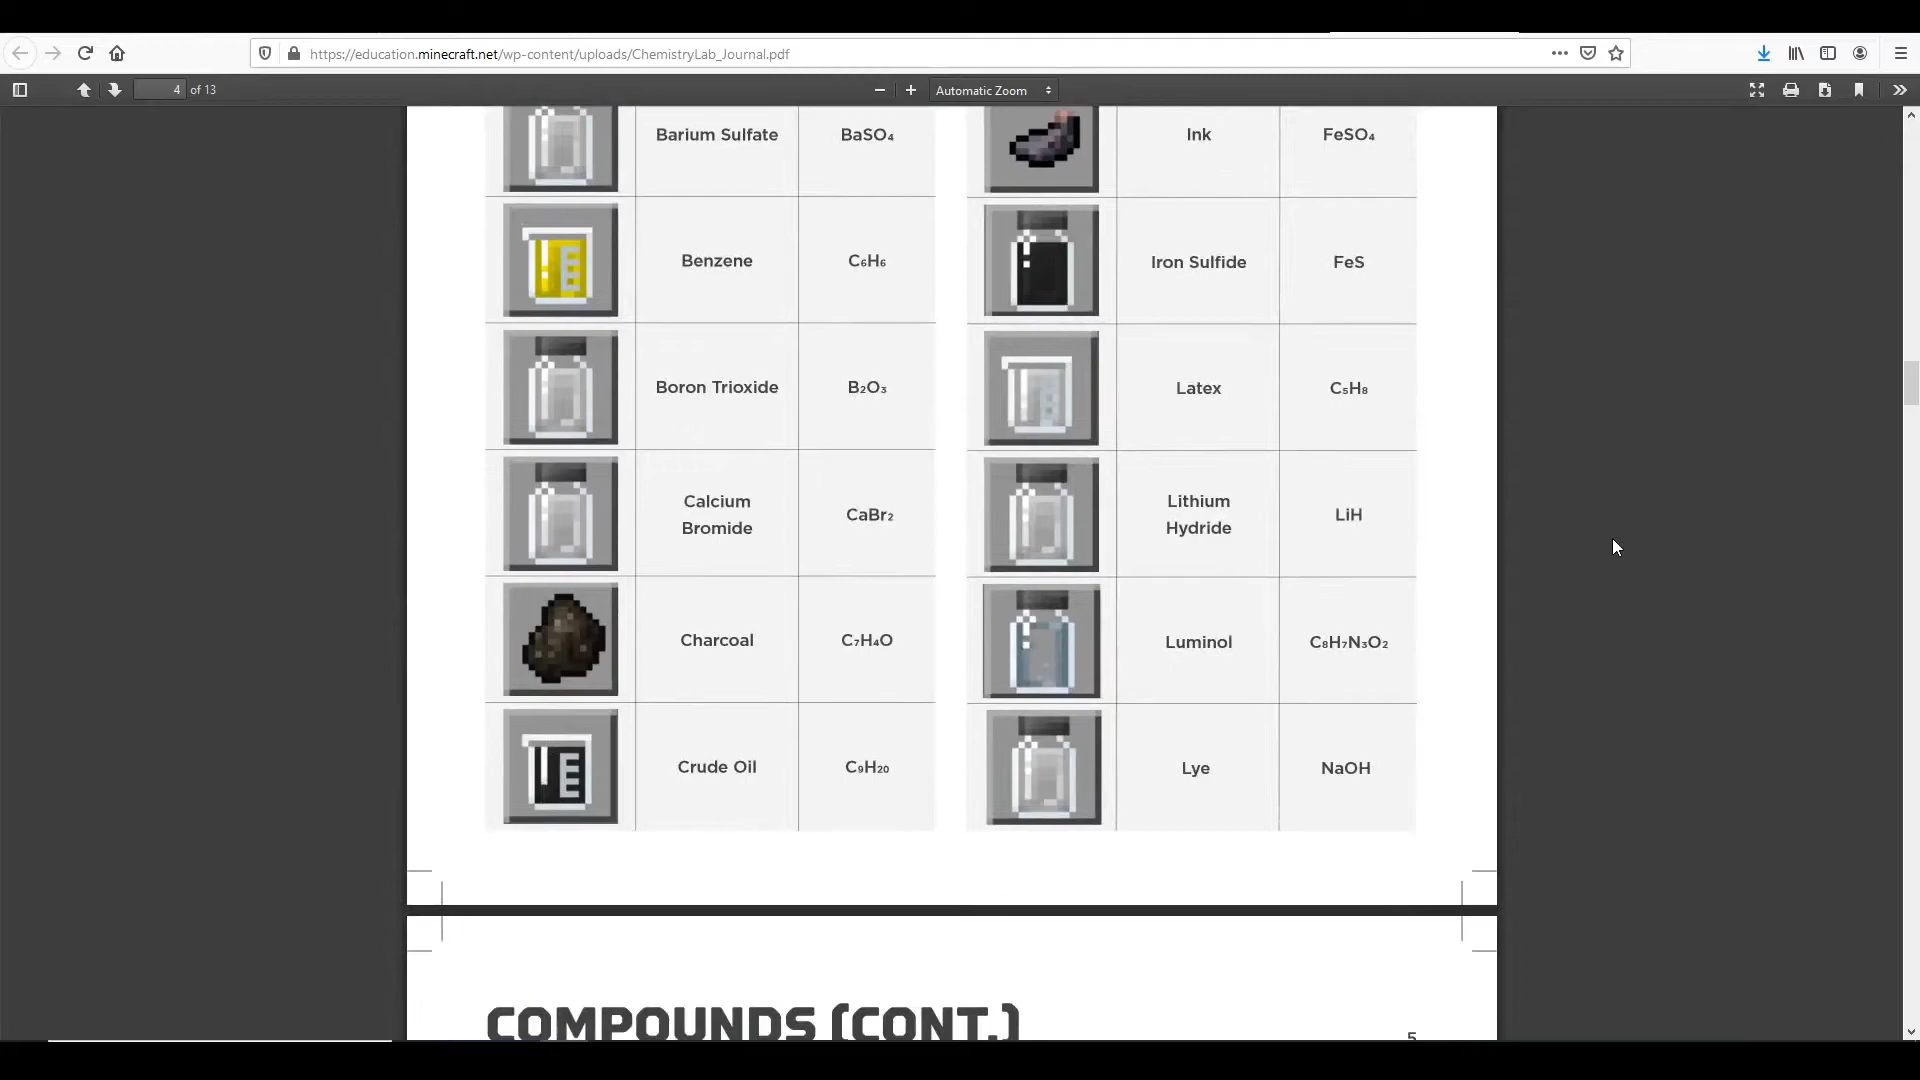 https://education.minecraft.net/wp-content/uploads/ChemistryLab_Journal.pdf
4 of 13
Automatic Zoom
Barium Sulfate BaSO₄
Ink FeSO₄
Benzene C₆H₆
Iron Sulfide FeS
Boron Trioxide B₂O₃
Latex C₅H₈
Calcium
Bromide
CaBr₂
Lithium
Hydride
LiH
Charcoal C₇H₄O
Luminol C₈H₇N₃O₂
Crude Oil C₉H₂₀
Lye NaOH
COMPOUNDS (CONT.)
5